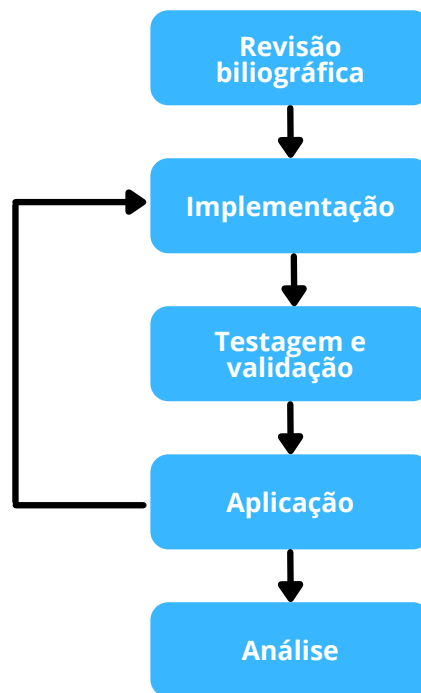 Revisão
biliográfica
Implementação
Testagem e
validação
Aplicação
Análise